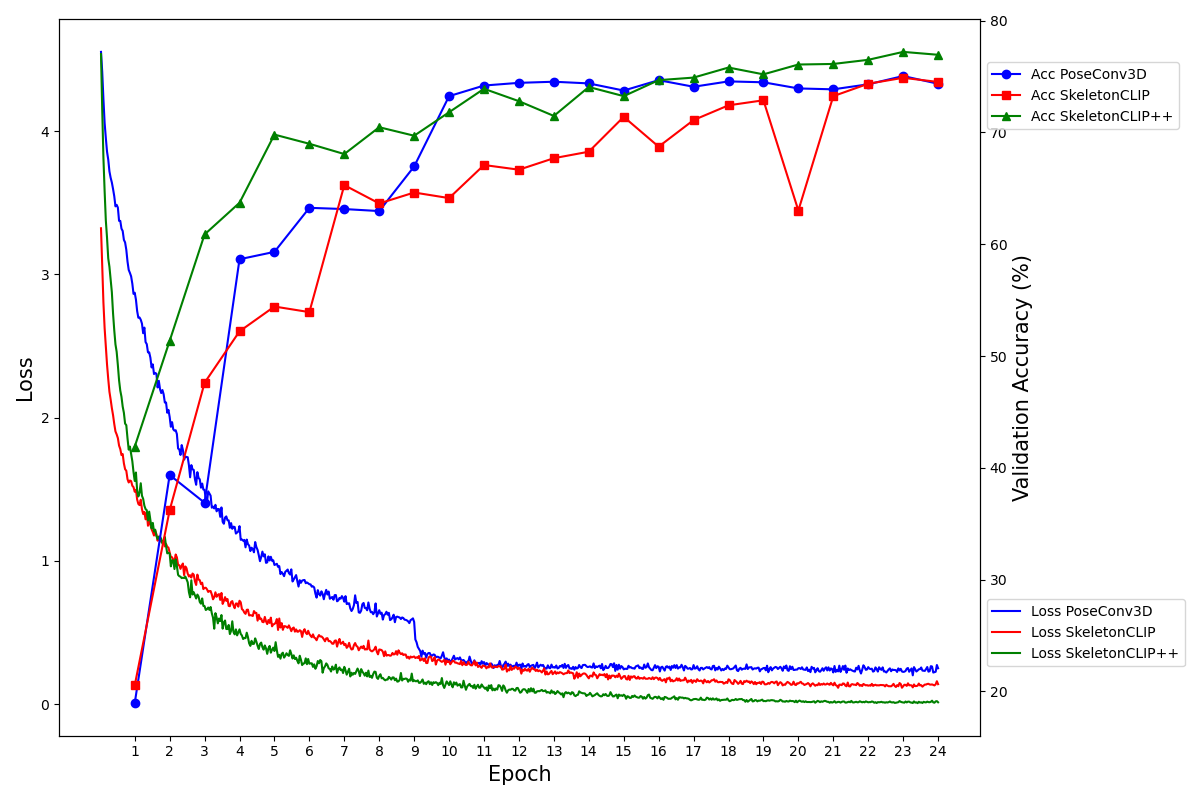 Loss
4
3
2
1
0
80
70
60
50
40
30
20
Validation Accuracy (%)
Acc PoseConv3D
Acc SkeletonCLIP
Acc SkeletonCLIP++
Loss PoseConv3D
Loss SkeletonCLIP
Loss SkeletonCLIP++
1 2 3 4 5 6 7 8 9 10 11 12 13 14 15 16 17 18 19 20 21 22 23 24
Epoch